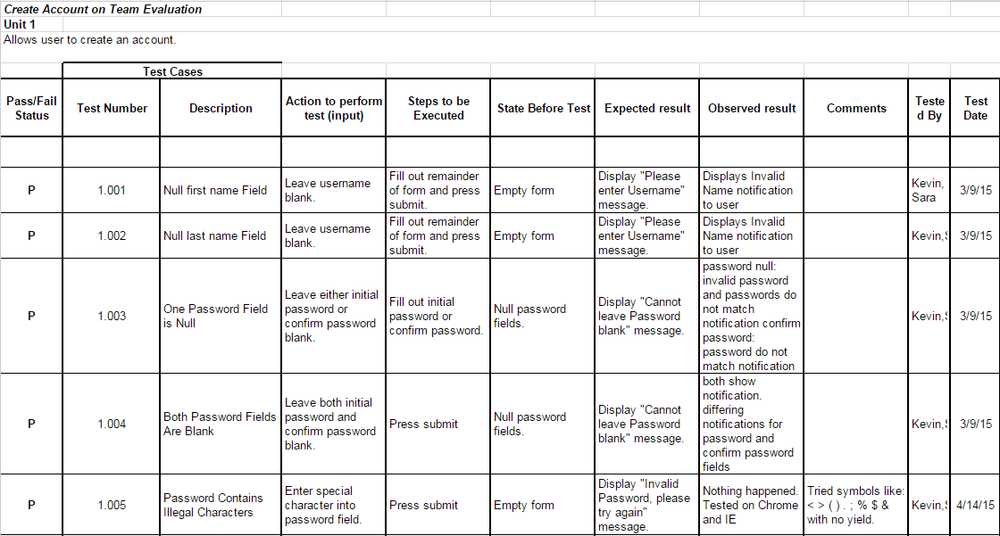 Create Account on Team Evaluation
Unit 1
Allows user to create an account.
Test Cases
Pass/Fail
Status
Test Number
Description
Action to perform
test (input)
Steps to be
Executed
State Before Test
Expected result
Observed result
Comments
Teste
d By
Test
Date
P
1.001
Null first name Field
Leave username
blank.
Fill out remainder
of form and press
submit.
Empty form
Display "Please
enter Username"
message.
Displays Invalid
Name notification
to user
Kevin,
Sara
3/9/15
P
1.002
Null last name Field
Leave username
blank.
Fill out remainder
of form and press
submit.
Empty form
Display "Please
enter Username"
message.
Displays Invalid
Name notification
to user
Kevin,
3/9/15
P
1.003
One Password Field
is Null
Leave either initial
password or
confirm password
blank.
Fill out initial
password or
confirm password.
Null password
fields.
Display "Cannot
leave Password
blank" message.
password null:
invalid password
and passwords do
not match
notification confirm
password:
password do not
match notification
Kevin,
3/9/15
P
1.004
Both Password Fields
Are Blank
Leave both initial
password and
confirm password
blank.
Press submit
Null password
fields.
Display "Cannot
leave Password
blank" message.
both show
notification.
differing
notifications for
password and
confirm password
fields
Kevin,
3/9/15
P
1.005
Password Contains
Illegal Characters
Enter special
character into
password field.
Press submit
Empty form
Display "Invalid
Password, please
try again"
message.
Nothing happened.
Tested on Chrome
and IE
Tried symbols like:
< > ( ) . ; % $ &
with no yield.
Kevin,
4/14/15